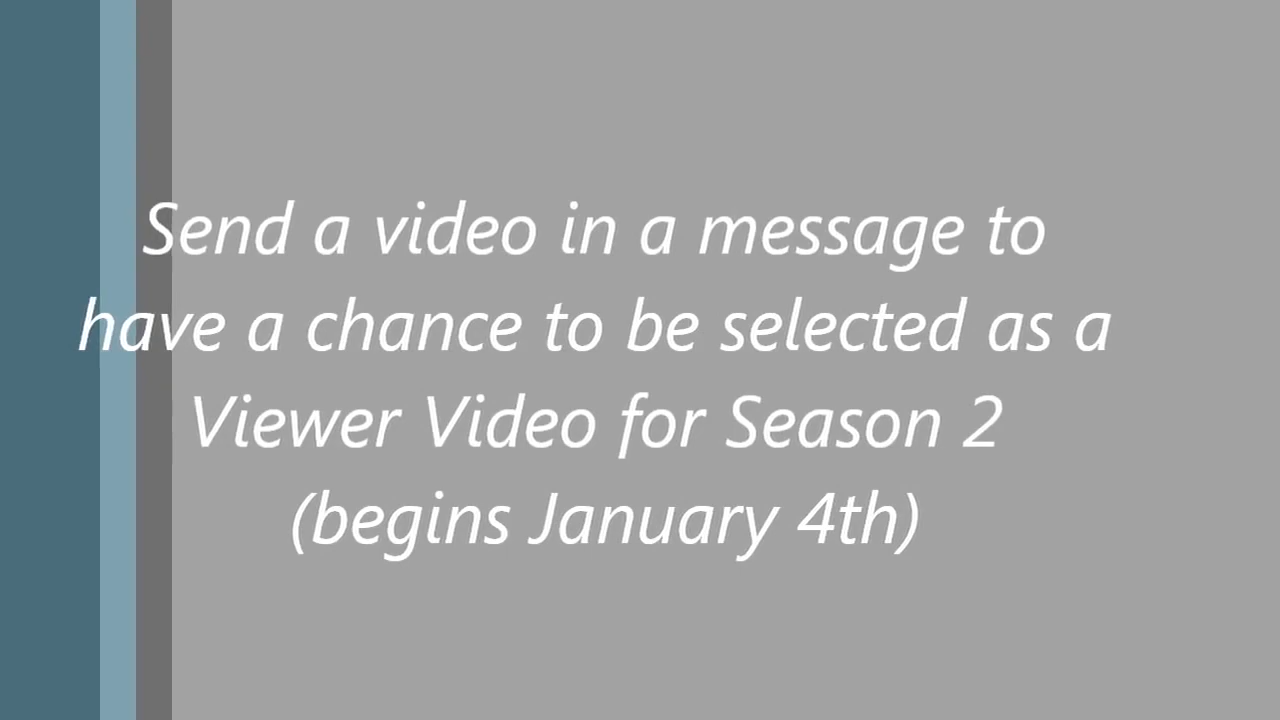 Send a video in a message to
have a chance to be selected as a
Viewer Video for Season 2
(begins January 4th)